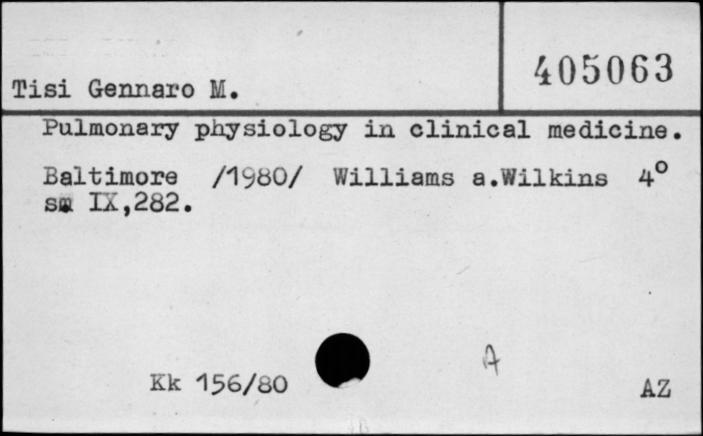 405063
Tisi Gennaro M.
Pulmonary physiology in clinical medicine.
Baltimore /1980/ Williams a.Wilkins 4°
sm IX,282.
A
Kk 156/80
AZ